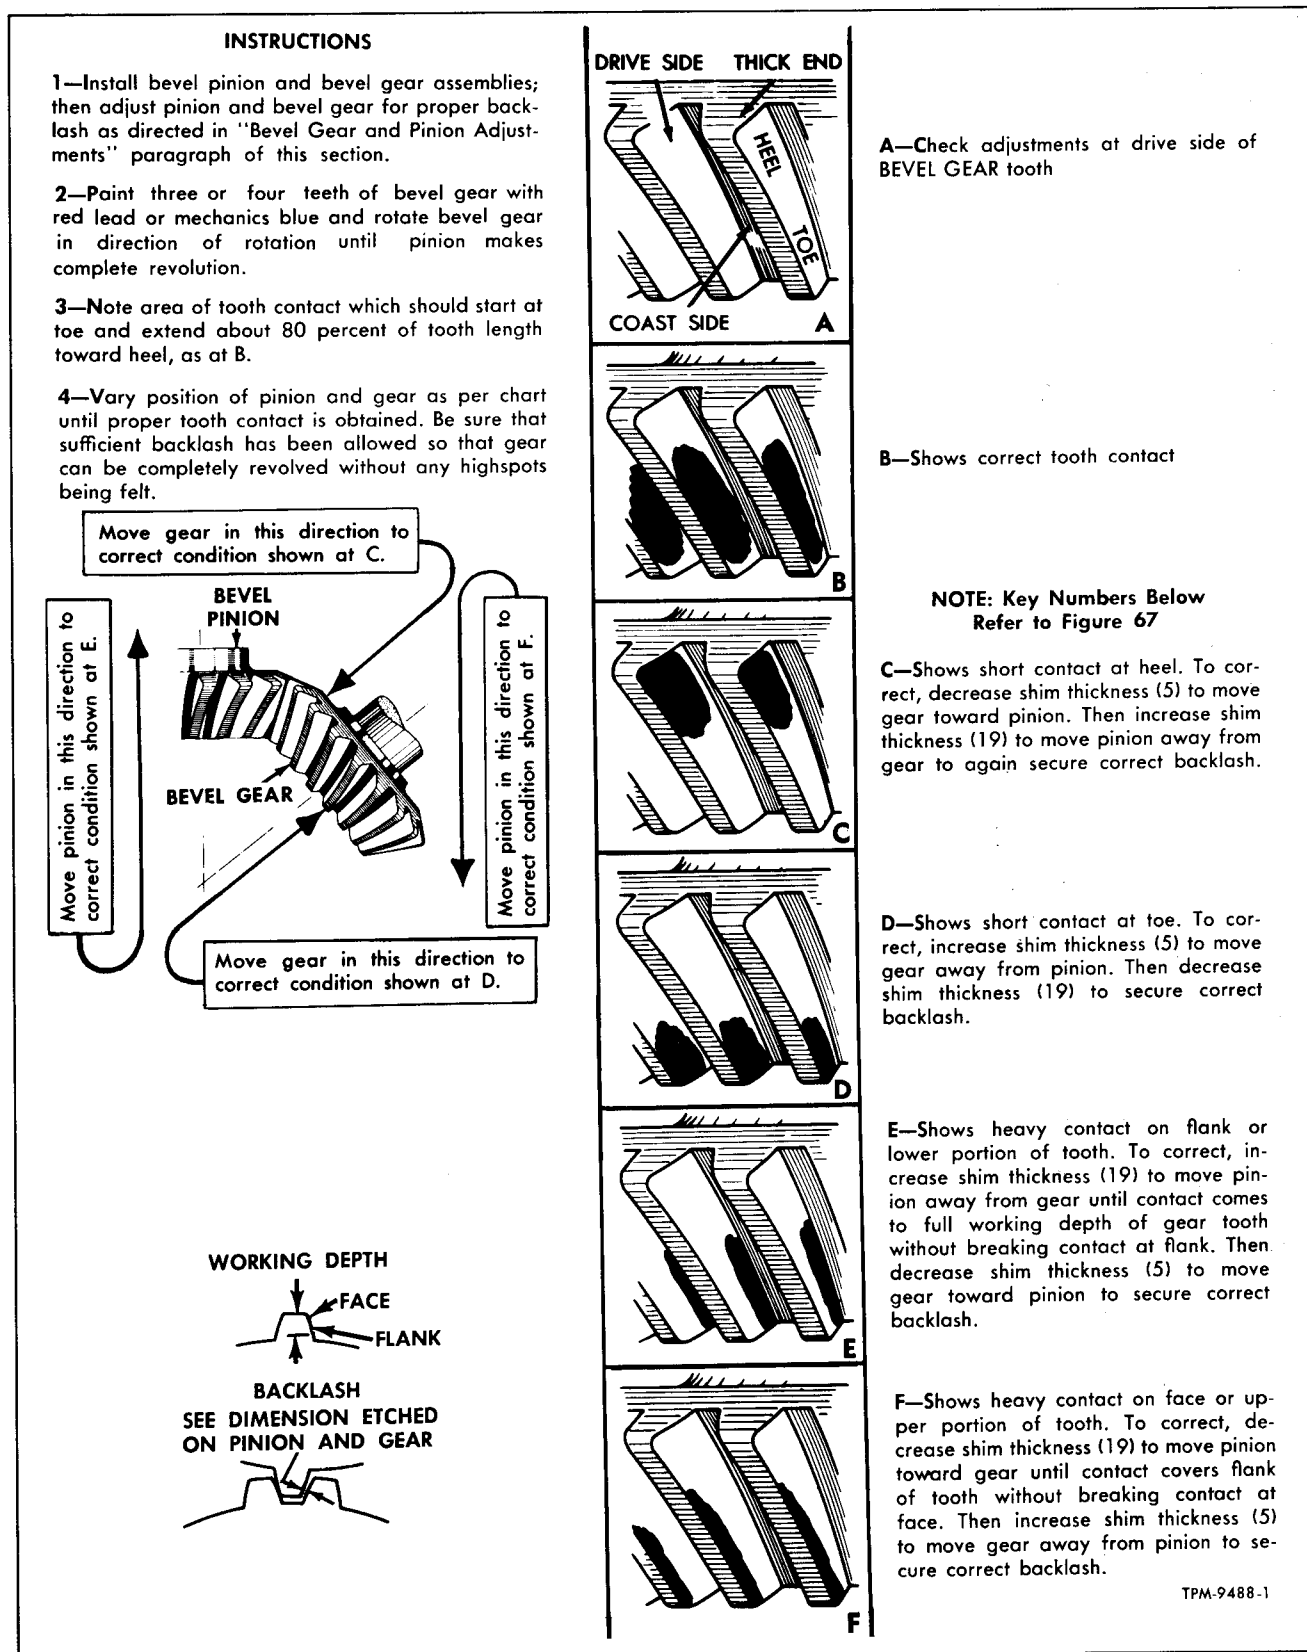 INSTRUCTIONS
1—Install bevel pinion and bevel gear assemblies;
then adjust pinion and bevel gear for proper back-
lash as directed in "Bevel Gear and Pinion Adjust-
ments" paragraph of this section.
2—Paint three or four teeth of bevel gear with
red lead or mechanics blue and rotate bevel gear
in direction of rotation until pinion makes
complete revolution.
3—Note area of tooth contact which should start at
toe and extend about 80 percent of tooth length
toward heel, as at B.
4—Vary position of pinion and gear as per chart
until proper tooth contact is obtained. Be sure that
sufficient backlash has been allowed so that gear
can be completely revolved without any highspots
being felt.
Move gear in this direction to
correct condition shown at C.
BEVEL
PINION
Move pinion in this direction to
correct condition shown at E.
Move pinion in this direction to
correct condition shown at F.
BEVEL GEAR
Move gear in this direction to
correct condition shown at D.
WORKING DEPTH
FACE
FLANK
BACKLASH
SEE DIMENSION ETCHED
ON PINION AND GEAR
DRIVE SIDE THICK END
HEEL
TOE
COAST SIDE
A
B
C
D
E
F
A—Check adjustments at drive side of
BEVEL GEAR tooth
B—Shows correct tooth contact
NOTE: Key Numbers Below
Refer to Figure 67
C—Shows short contact at heel. To cor-
rect, decrease shim thickness (5) to move
gear toward pinion. Then increase shim
thickness (19) to move pinion away from
gear to again secure correct backlash.
D—Shows short contact at toe. To cor-
rect, increase shim thickness (5) to move
gear away from pinion. Then decrease
shim thickness (19) to secure correct
backlash.
E—Shows heavy contact on flank or
lower portion of tooth. To correct, in-
crease shim thickness (19) to move pin-
ion away from gear until contact comes
to full working depth of gear tooth
without breaking contact at flank. Then
decrease shim thickness (5) to move
gear toward pinion to secure correct
backlash.
F—Shows heavy contact on face or up-
per portion of tooth. To correct, de-
crease shim thickness (19) to move pinion
toward gear until contact covers flank
of tooth without breaking contact at
face. Then increase shim thickness (5)
to move gear away from pinion to se-
cure correct backlash.
TPM-9488-1